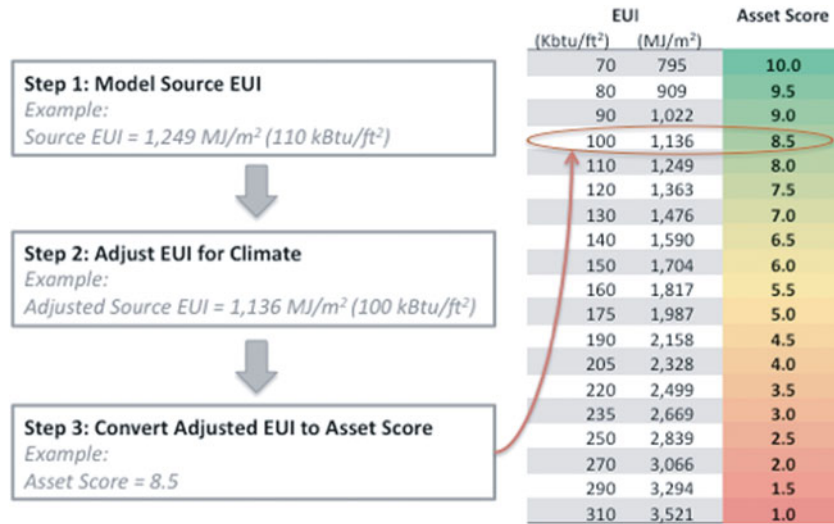 Step 1: Model Source EUI
Example:
Source EUI = 1,249 MJ/m² (110 kBtu/ft²)
Step 2: Adjust EUI for Climate
Example:
Adjusted Source EUI = 1,136 MJ/m² (100 kBtu/ft²)
Step 3: Convert Adjusted EUI to Asset Score
Example:
Asset Score = 8.5
EUI Asset Score
(Kbtu/ft²) (MJ/m²)
70 795 10.0
80 909 9.5
90 1,022 9.0
100 1,136 8.5
110 1,249 8.0
120 1,363 7.5
130 1,476 7.0
140 1,590 6.5
150 1,704 6.0
160 1,817 5.5
175 1,987 5.0
190 2,158 4.5
205 2,328 4.0
220 2,499 3.5
235 2,669 3.0
250 2,839 2.5
270 3,066 2.0
290 3,294 1.5
310 3,521 1.0